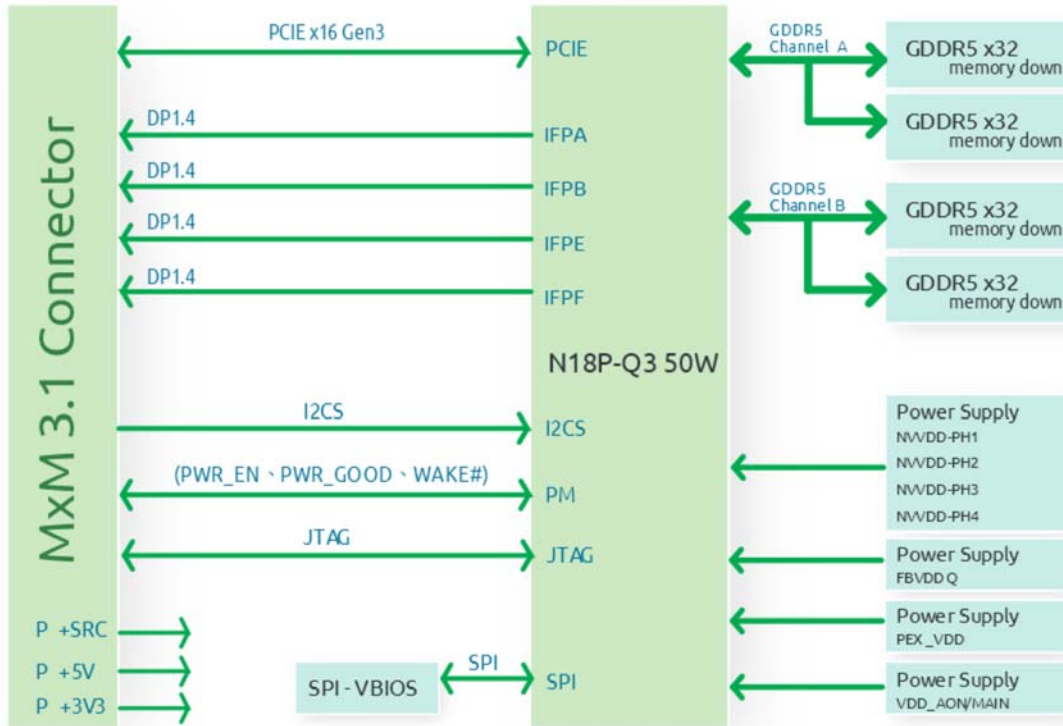 MxM 3.1 Connector
PCIE x16 Gen3
DP1.4
DP1.4
DP1.4
DP1.4
I2CS
(PWR_EN、PWR_GOOD、WAKE#)
JTAG
P +SRC
P +5V
P +3V3
SPI - VBIOS
SPI
PCIE
IFPA
IFPB
IFPE
IFPF
N18P-Q3 50W
I2CS
PM
JTAG
SPI
GDDR5
Channel A
GDDR5 x32
memory down
GDDR5 x32
memory down
GDDR5
Channel B
GDDR5 x32
memory down
GDDR5 x32
memory down
Power Supply
NVVDD-PH1
NVVDD-PH2
NVVDD-PH3
NVVDD-PH4
Power Supply
FBVDDQ
Power Supply
PEX_VDD
Power Supply
VDD_AON/MAIN